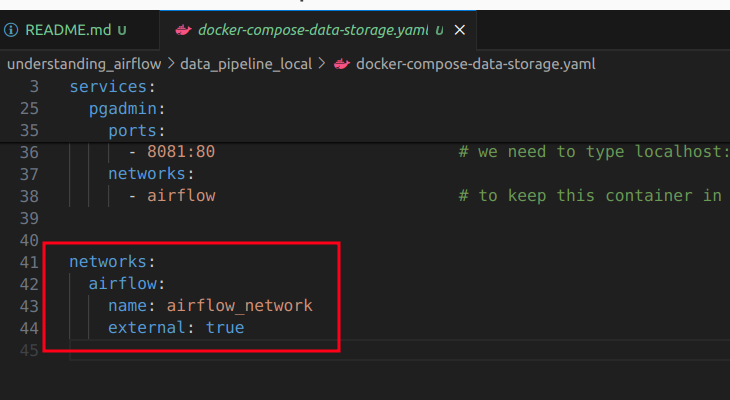 README.md U docker-compose-data-storage.yaml U
understanding_airflow > data_pipeline_local > docker-compose-data-storage.yaml
3 services:
25 pgadmin:
35 ports:
36 - 8081:80 # we need to type localhost:
37 networks:
38 - airflow # to keep this container in
39
40
41 networks:
42 airflow:
43 name: airflow_network
44 external: true
45